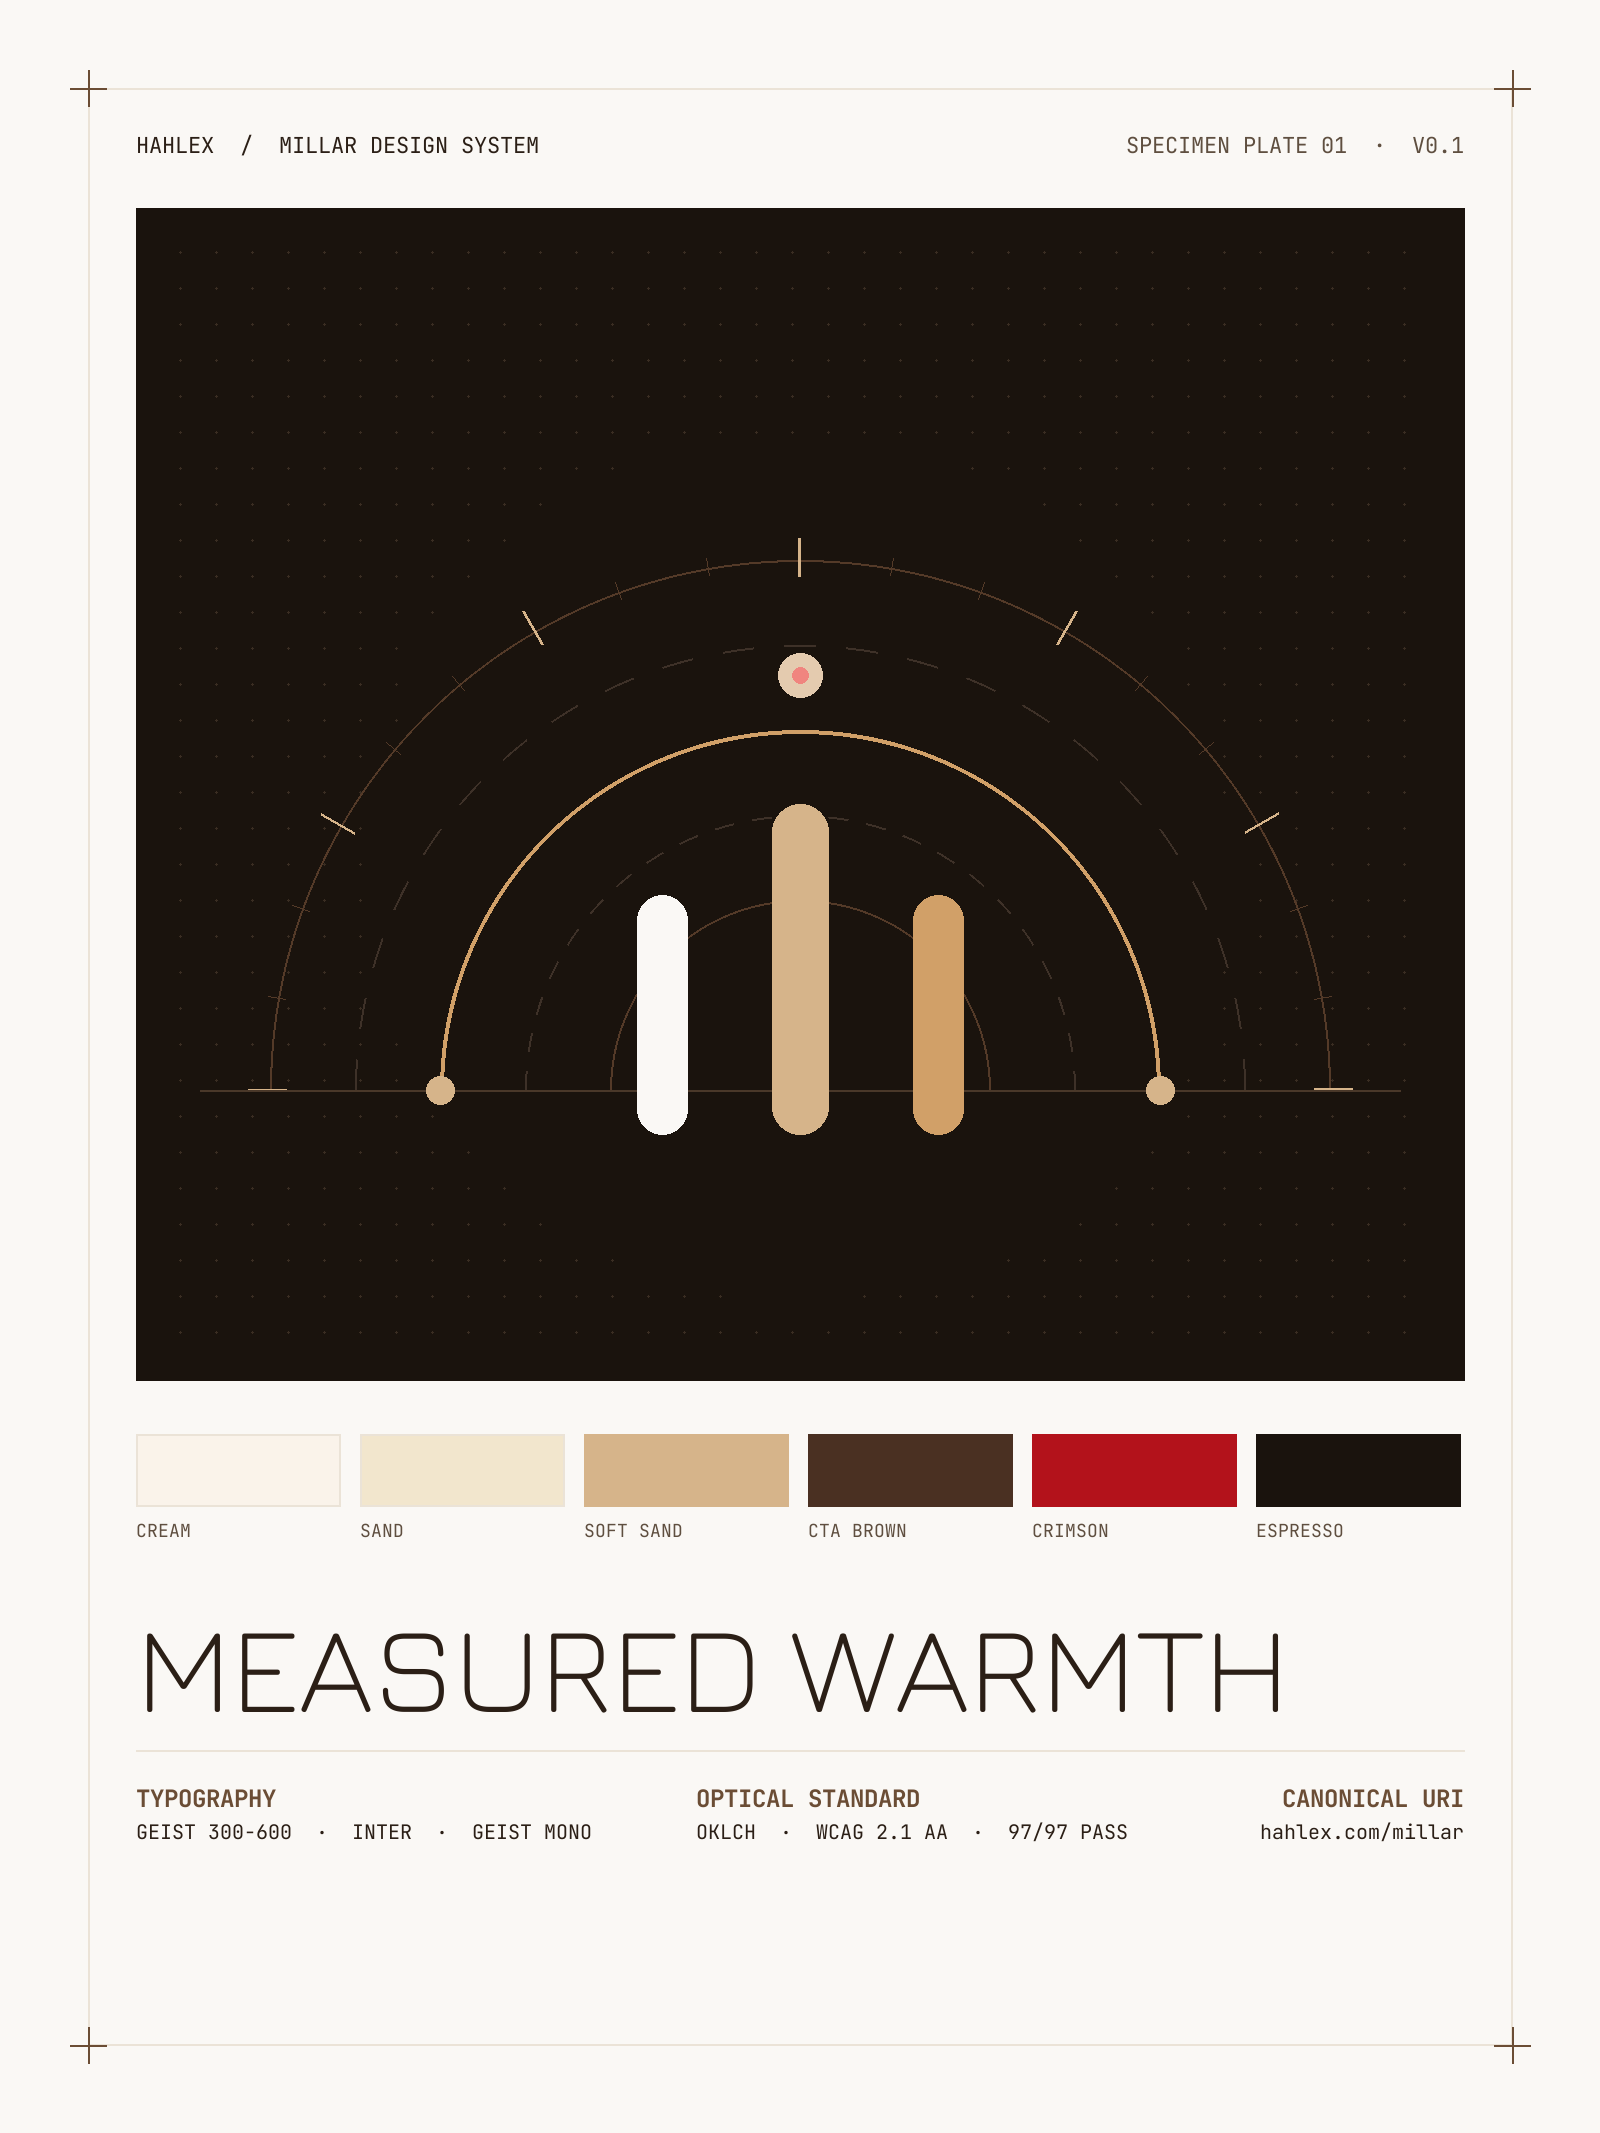 HAHLEX / MILLAR DESIGN SYSTEM
SPECIMEN PLATE 01 · V0.1
CREAM
SAND
SOFT SAND
CTA BROWN
CRIMSON
ESPRESSO
MEASURED WARMTH
TYPOGRAPHY
GEIST 300-600 · INTER · GEIST MONO
OPTICAL STANDARD
OKLCH · WCAG 2.1 AA · 97/97 PASS
CANONICAL URI
hahlex.com/millar